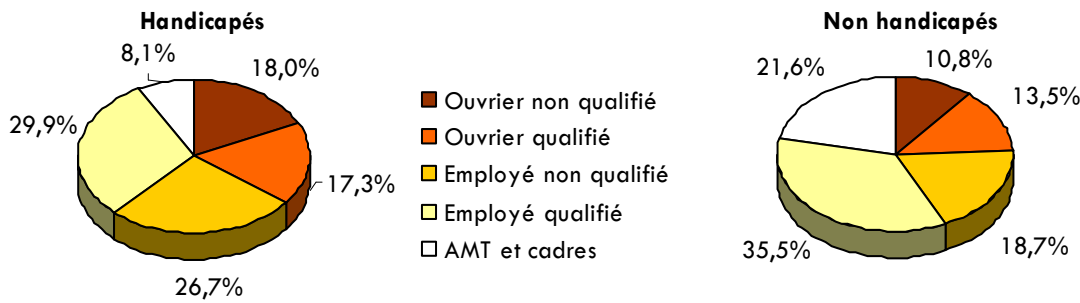 Handicapés
8,1%
18,0%
29,9%
17,3%
26,7%
Ouvrier non qualifié
Ouvrier qualifié
Employé non qualifié
Employé qualifié
AMT et cadres
Non handicapés
10,8%
21,6%
13,5%
35,5%
18,7%